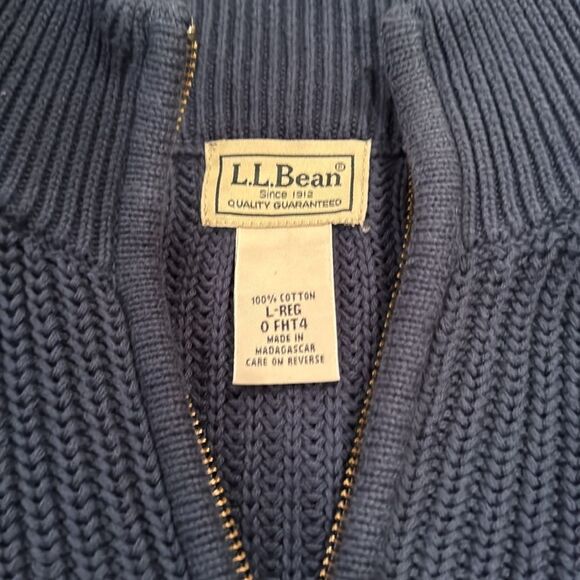 L.L.Bean®
Since 1912
QUALITY GUARANTEED
100% COTTON
L-REG
0 FHT4
MADE IN
MADAGASCAR
CARE ON REVERSE